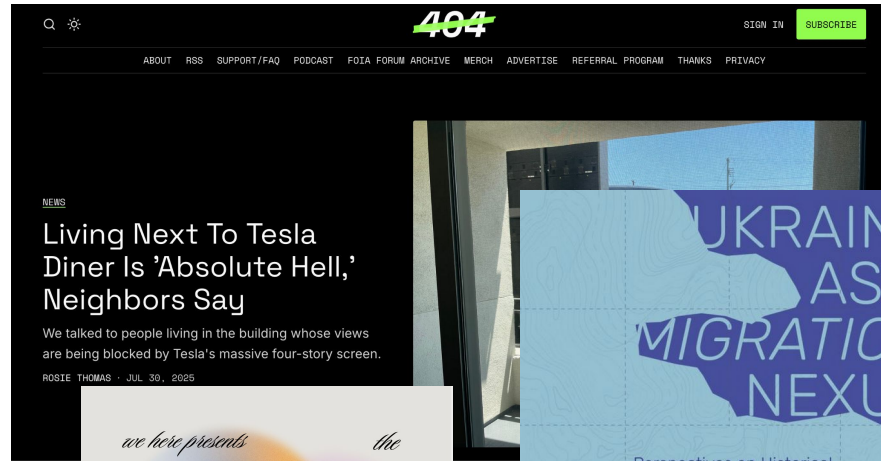 404
SIGN IN
SUBSCRIBE
ABOUT RSS SUPPORT/FAQ PODCAST FOIA FORUM ARCHIVE MERCH ADVERTISE REFERRAL PROGRAM THANKS PRIVACY
NEWS
Living Next To Tesla
Diner Is 'Absolute Hell,'
Neighbors Say
We talked to people living in the building whose views
are being blocked by Tesla's massive four-story screen.
ROSIE THOMAS · JUL 30, 2025
we here presents the
UKRAIN
AS
MIGRATIO
NEXU
Perspectives on Historical